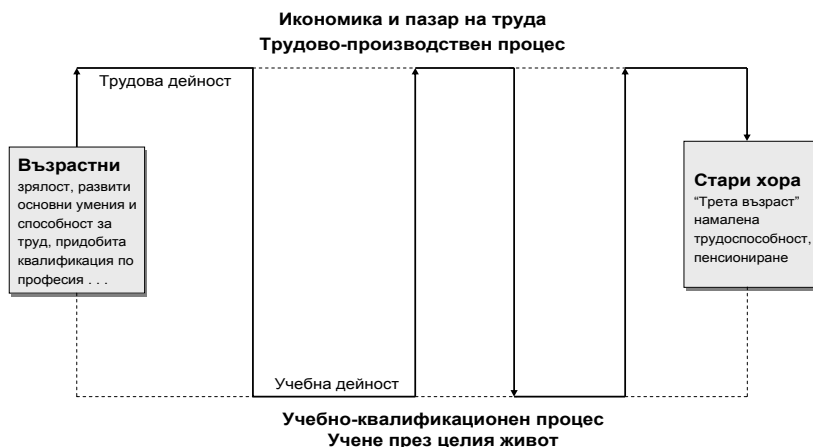 Икономика и пазар на труда
Трудово-производствен процес
Трудова дейност
Възрастни
зрялост, развити
основни умения и
способност за
труд, придобита
квалификация по
професия . . .
Стари хора
“Трета възраст”
намалена
трудоспособност,
пенсиониране
Учебна дейност
Учебно-квалификационен процес
Учене през целия живот